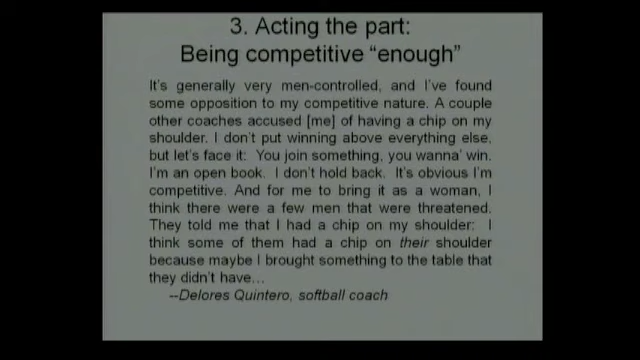 3. Acting the part:
Being competitive “enough”
It’s generally very men-controlled, and I’ve found
some opposition to my competitive nature. A couple
other coaches accused [me] of having a chip on my
shoulder. I don’t put winning above everything else,
but let’s face it:  You join something, you wanna’ win.
I’m an open book.  I don’t hold back.  It’s obvious I’m
competitive. And for me to bring it as a woman, I
think there were a few men that were threatened.
They told me that I had a chip on my shoulder:  I
think some of them had a chip on their shoulder
because maybe I brought something to the table that
they didn’t have…
--Delores Quintero, softball coach